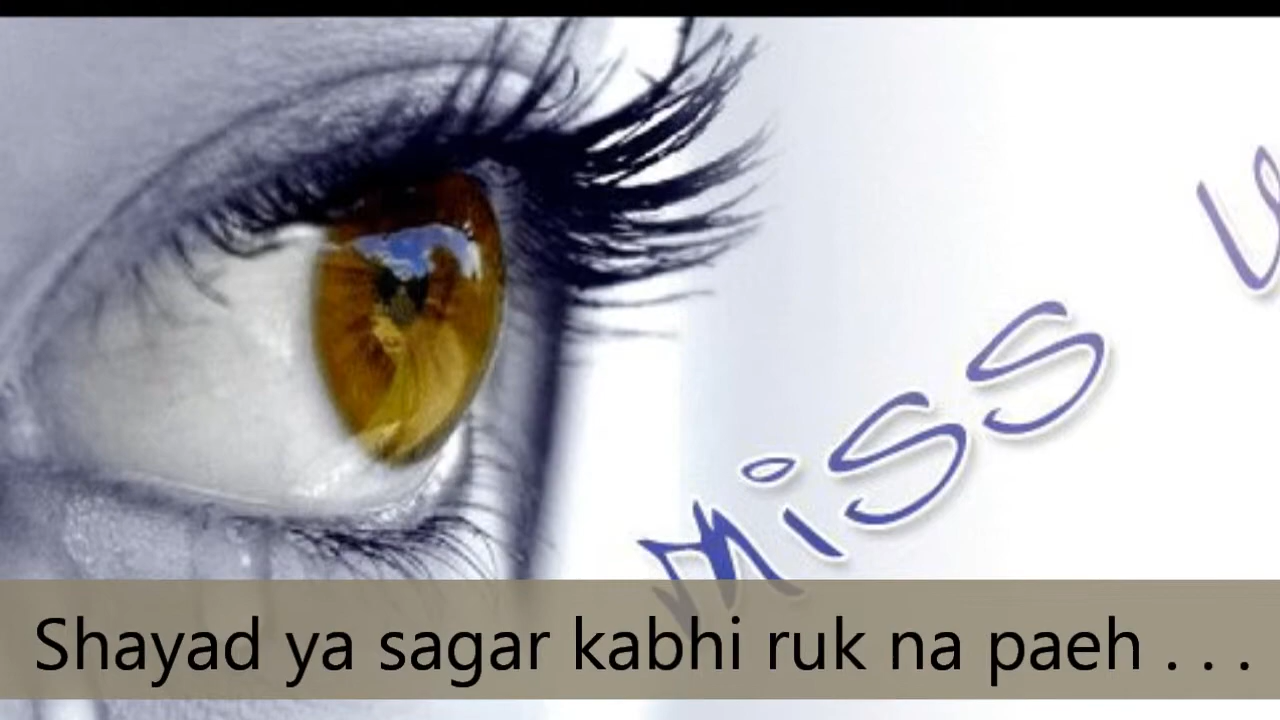 miss u
Shayad ya sagar kabhi ruk na paeh . . .